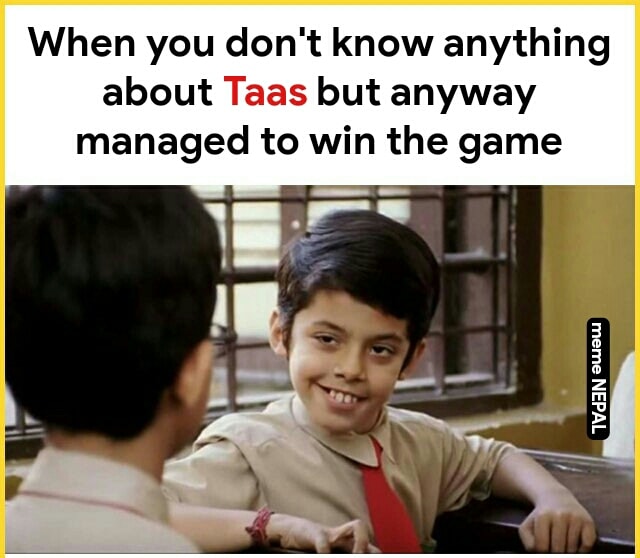 When you don't know anything
about Taas but anyway
managed to win the game
meme NEPAL